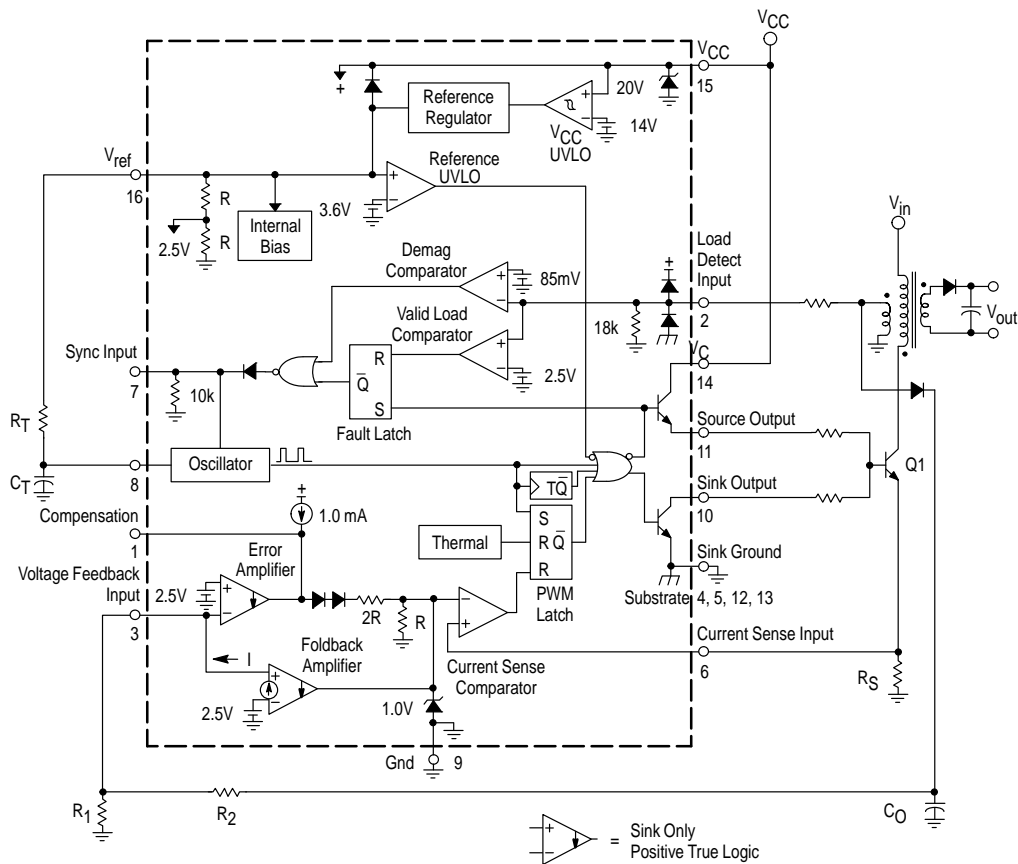 VCC
VCC
15
20V
+
Reference
Regulator
+
−
14V
VCC
UVLO
Vref
16
Reference
UVLO
R
+
−
3.6V
Internal
Bias
2.5V
R
Vin
Demag
Comparator
+
−
85mV
+
Load
Detect
Input
2
Valid Load
Comparator
18k
Vout
Sync Input
7
10k
R
Q
S
+
−
2.5V
VC
14
Fault Latch
RT
Source Output
11
Q1
8
Oscillator
CT
TQ
Sink Output
10
+
1.0 mA
Compensation
1
Thermal
S
R Q
R
Sink Ground
Error
Amplifier
Voltage Feedback
Input
3
2.5V
+
−
2R
R
−
+
PWM
Latch
Substrate 4, 5, 12, 13
Current Sense Input
6
I
Foldback
Amplifier
Current Sense
Comparator
RS
+
−
2.5V
1.0V
Gnd
9
R1
R2
CO
+
−
= Sink Only
Positive True Logic